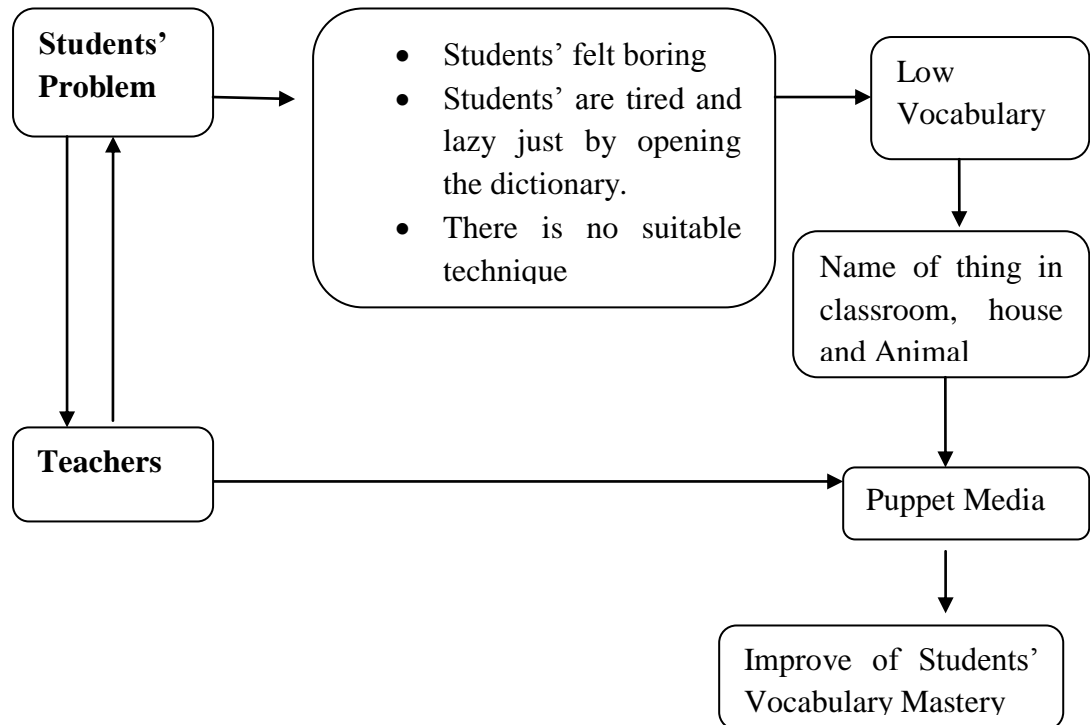 Students’
Problem
• Students’ felt boring
• Students’ are tired and
lazy just by opening
the dictionary.
• There is no suitable
technique
Low
Vocabulary
Name of thing in
classroom, house
and Animal
Teachers
Puppet Media
Improve of Students’
Vocabulary Mastery